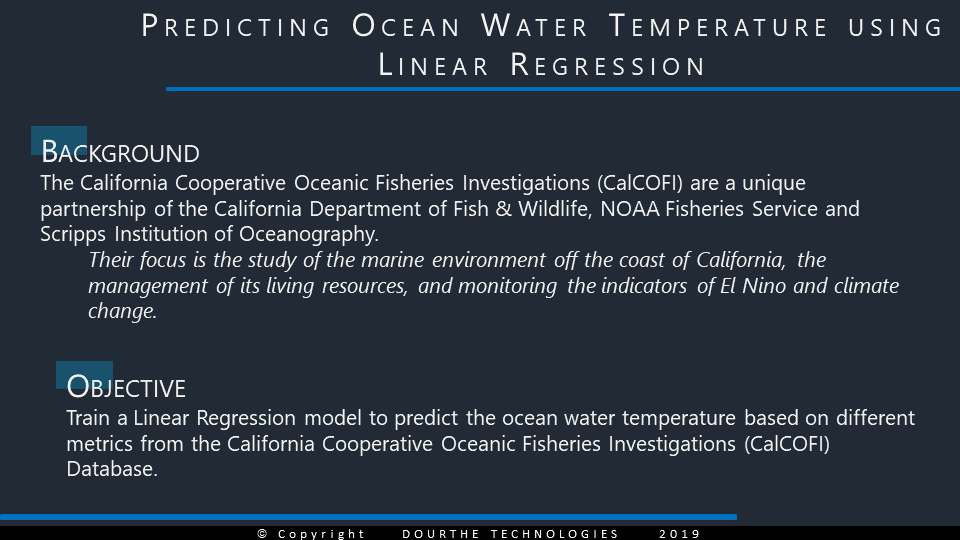 PREDICTING OCEAN WATER TEMPERATURE USING
LINEAR REGRESSION
BACKGROUND
The California Cooperative Oceanic Fisheries Investigations (CalCOFI) are a unique
partnership of the California Department of Fish & Wildlife, NOAA Fisheries Service and
Scripps Institution of Oceanography.
Their focus is the study of the marine environment off the coast of California, the
management of its living resources, and monitoring the indicators of El Nino and climate
change.
OBJECTIVE
Train a Linear Regression model to predict the ocean water temperature based on different
metrics from the California Cooperative Oceanic Fisheries Investigations (CalCOFI)
Database.
© Copyright DOURTHE TECHNOLOGIES 2019